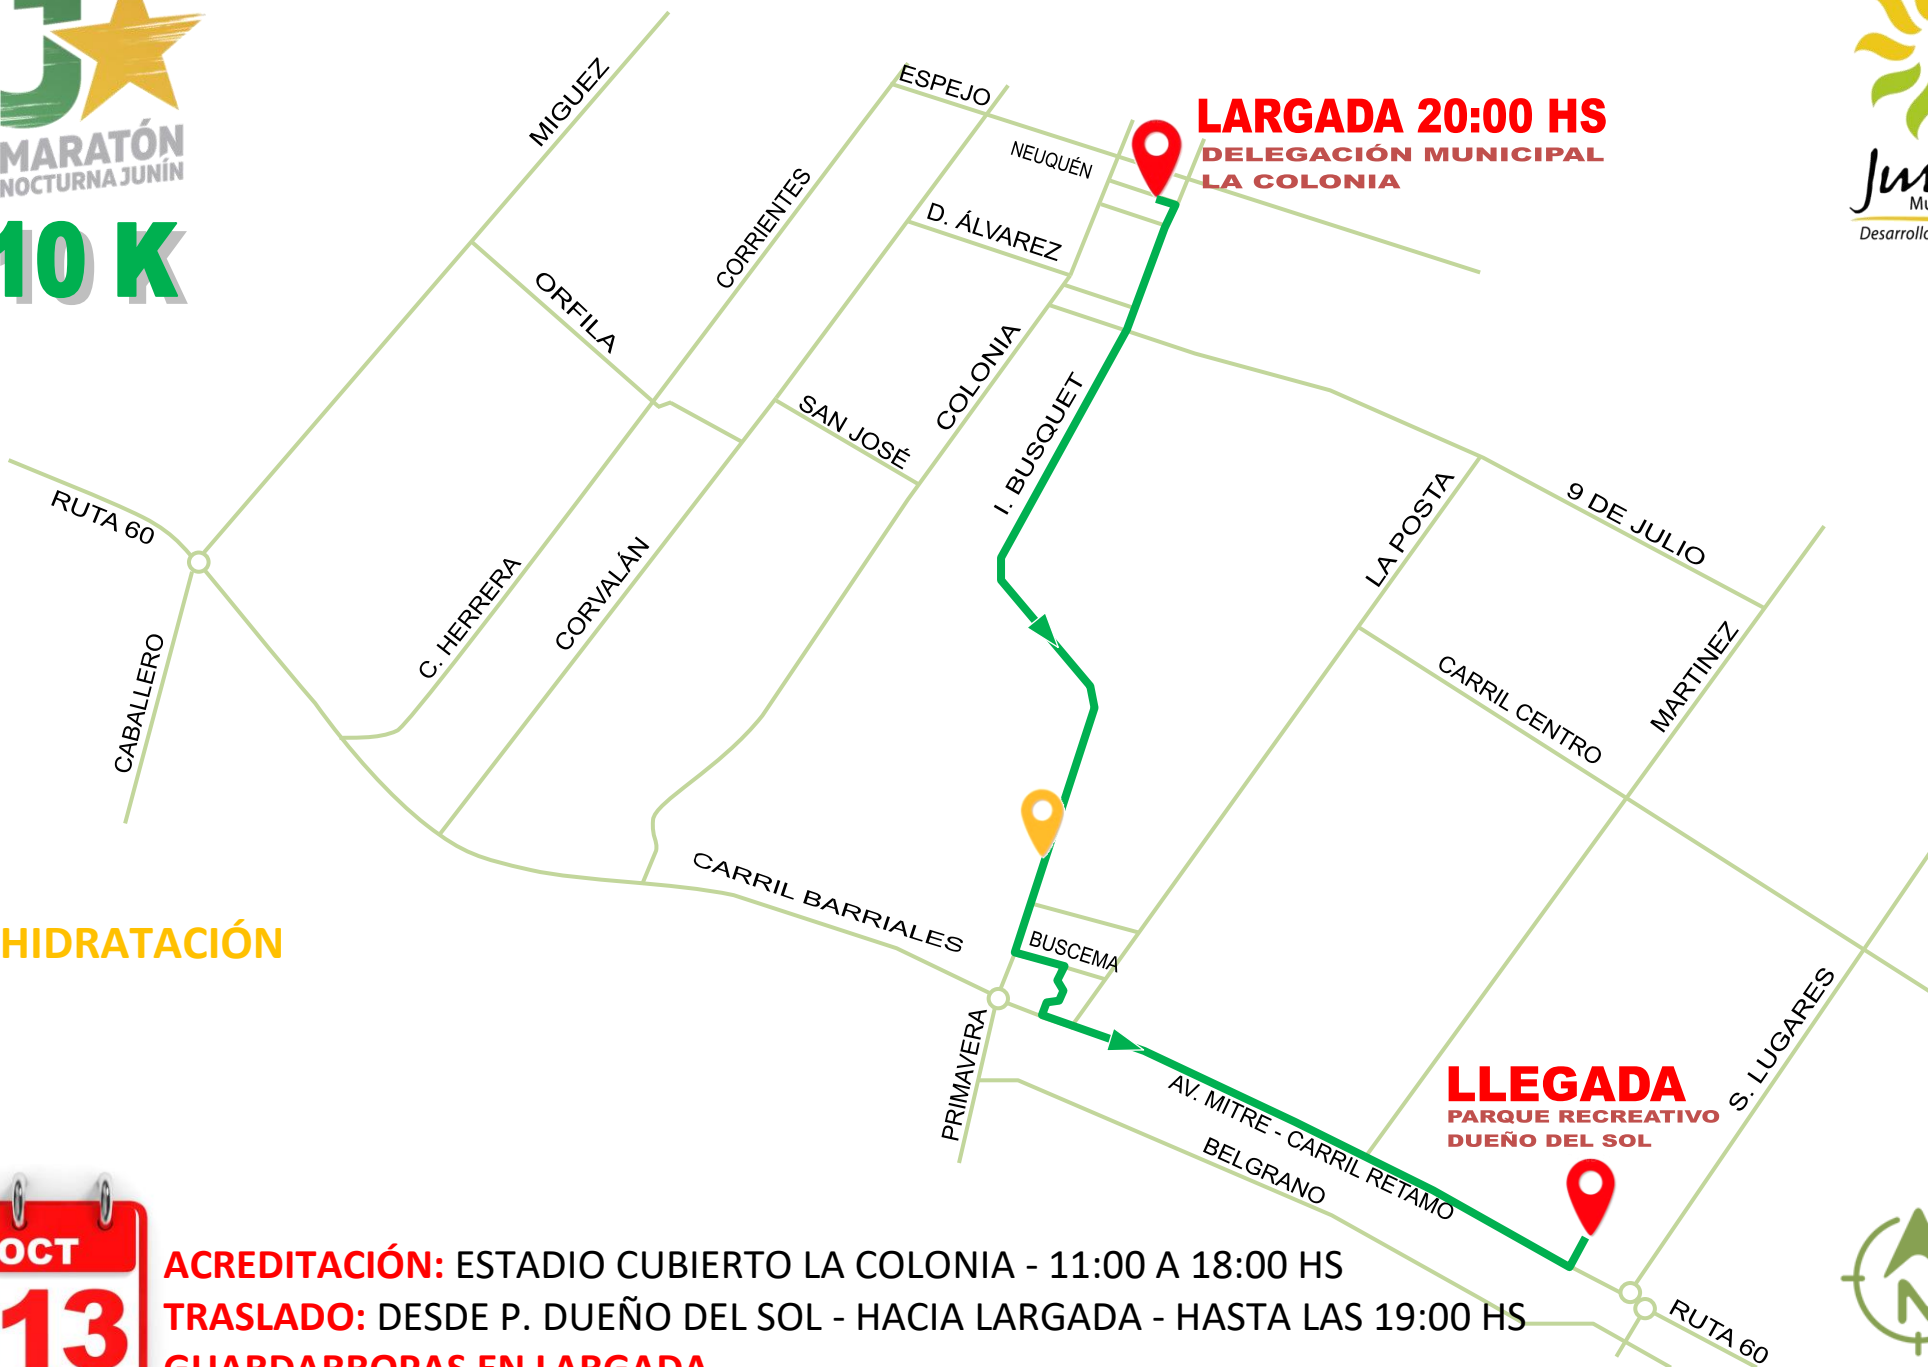 MARATÓN
NOCTURNA JUNÍN
10 K
LARGADA 20:00 HS
DELEGACIÓN MUNICIPAL
LA COLONIA
ESPEJO
NEUQUÉN
MIGUEZ
CORRIENTES
D. ÁLVAREZ
ORFILA
COLONIA
SAN JOSÉ
I. BUSQUET
LA POSTA
9 DE JULIO
RUTA 60
C. HERRERA
CORVALÁN
CABALLERO
MARTINEZ
CARRIL CENTRO
CARRIL BARRIALES
HIDRATACIÓN
BUSCEMA
PRIMAVERA
S. LUGARES
AV. MITRE - CARRIL RETAMO
BELGRANO
LLEGADA
PARQUE RECREATIVO
DUEÑO DEL SOL
RUTA 60
OCT
13
ACREDITACIÓN: ESTADIO CUBIERTO LA COLONIA - 11:00 A 18:00 HS
TRASLADO: DESDE P. DUEÑO DEL SOL - HACIA LARGADA - HASTA LAS 19:00 HS
GUARDARROPAS EN LARGADA
N